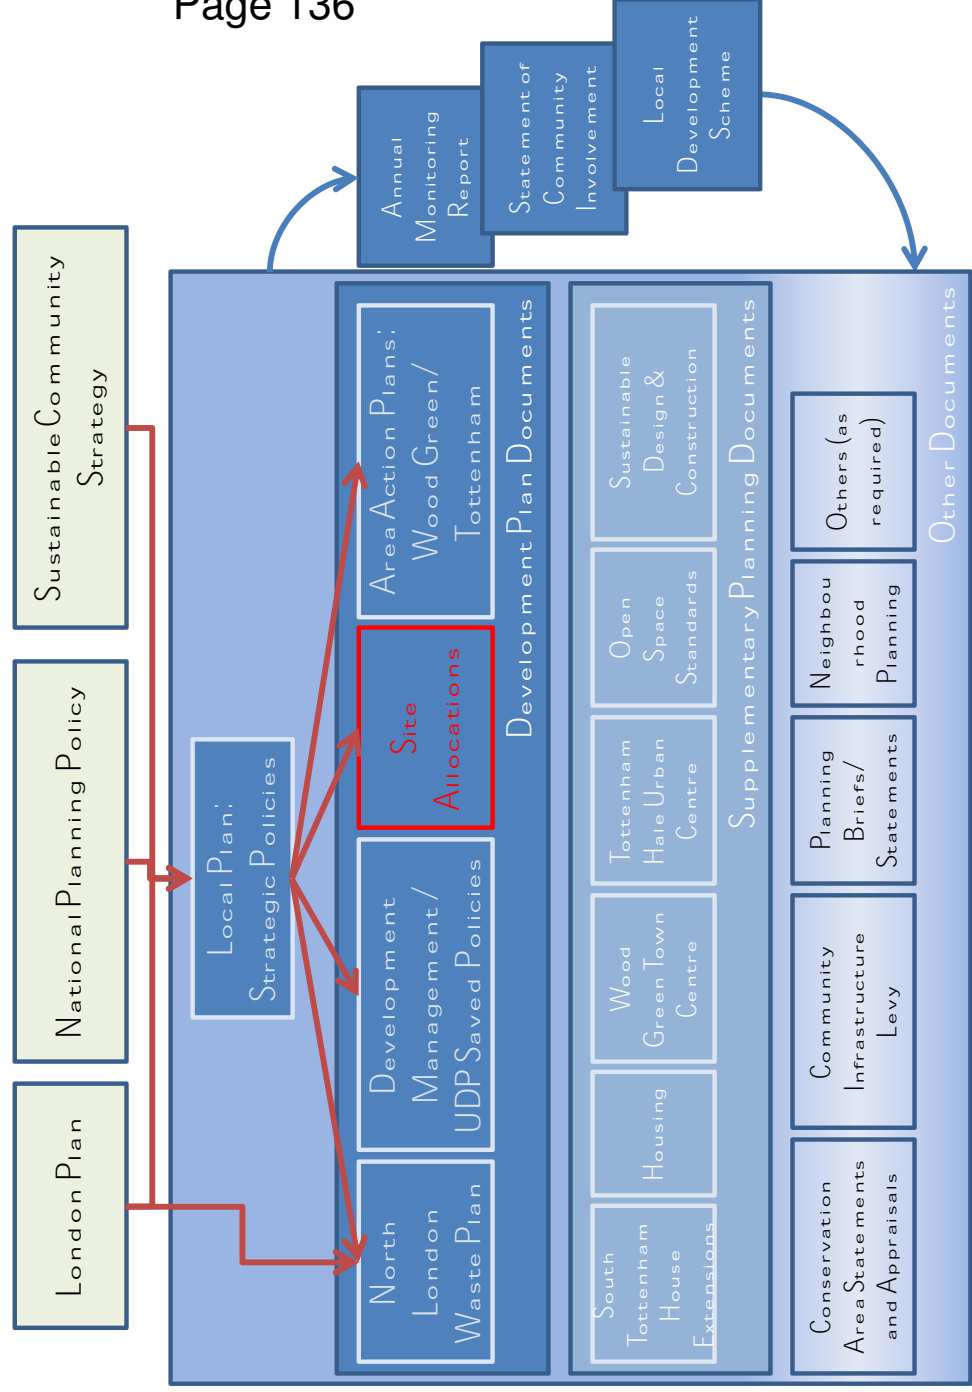 Page 136
London Plan
National Planning Policy
Sustainable Community
Strategy
Local Plan:
Strategic Policies
North
London
Waste Plan
Development
Management /
UDP Saved Policies
Site
Allocations
Area Action Plans:
Wood Green/
Tottenham
Development Plan Documents
South
Tottenham
House
Extensions
Housing
Wood
Green Town
Centre
Tottenham
Hale Urban
Centre
Open
Space
Standards
Sustainable
Design &
Construction
Supplementary Planning Documents
Conservation
Area Statements
and Appraisals
Community
Infrastructure
Levy
Planning
Briefs/
Statements
Neighbou
rhood
Planning
Others (as
required)
Other Documents
Annual
Monitoring
Report
Statement of
Community
Involvement
Local
Development
Scheme